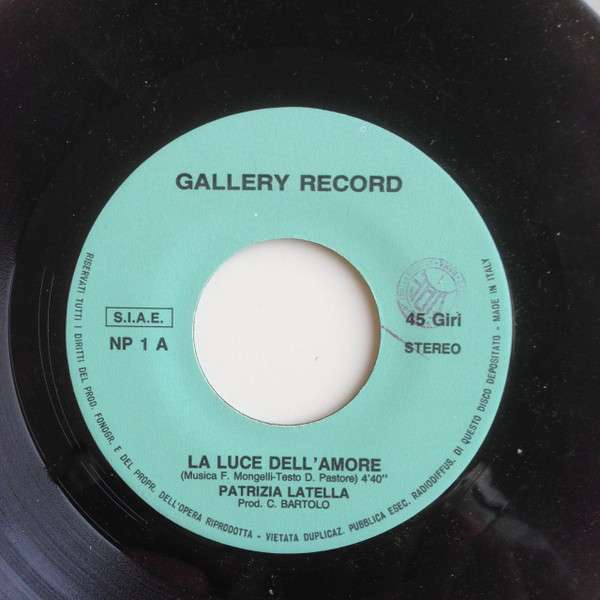 GALLERY RECORD
S.I.A.E.
NP 1 A
45 Giri
STEREO
LA LUCE DELL'AMORE
(Musica F. Mongelli-Testo D. Pastore) 4'40"
PATRIZIA LATELLA
Prod. C. BARTOLO
RISERVATI TUTTI I DIRITTI DEL PROD. FONOGR. E DEL PROPR. DELL'OPERA RIPRODOTTA - VIETATA DUPLICAZ. PUBBLICA ESEC. RADIODIFFUS. DI QUESTO DISCO DEPOSITATO - MADE IN ITALY